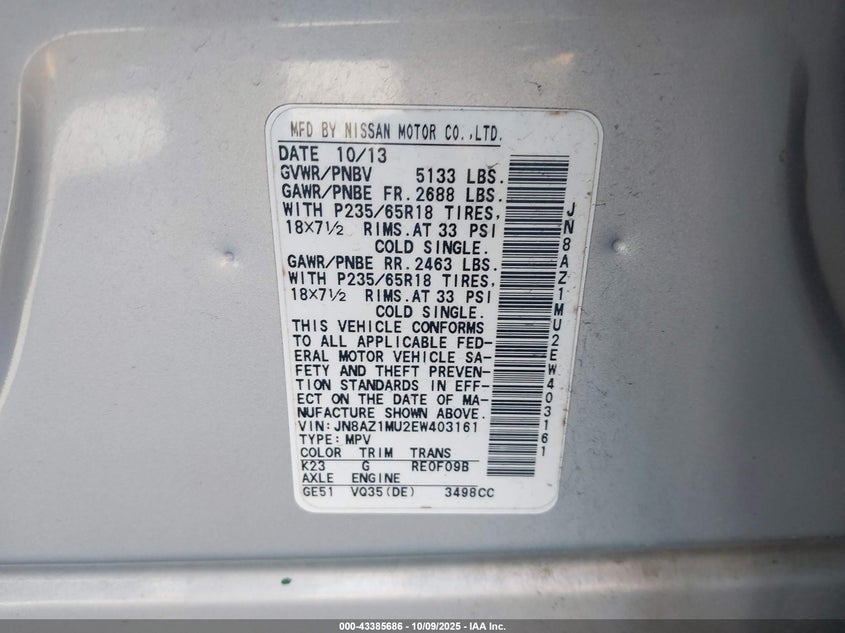 MFD BY NISSAN MOTOR CO.,LTD.
DATE 10/13
GVWR/PNBV 5133 LBS.
GAWR/PNBE FR.2688 LBS.
WITH P235/65R18 TIRES,
18×7½ RIMS.AT 33 PSI
COLD SINGLE.
GAWR/PNBE RR.2463 LBS.
WITH P235/65R18 TIRES,
18×7½ RIMS.AT 33 PSI
COLD SINGLE.
THIS VEHICLE CONFORMS
TO ALL APPLICABLE FED-
ERAL MOTOR VEHICLE SA-
FETY AND THEFT PREVEN-
TION STANDARDS IN EFF-
ECT ON THE DATE OF MA-
NUFACTURE SHOWN ABOVE.
VIN:JN8AZ1MU2EW403161
TYPE:MPV
COLOR TRIM TRANS
K23 G RE0F09B
AXLE ENGINE
GE51 VQ35(DE) 3498CC
JN8AZ1MU2EW403161
000-43385686 - 10/09/2025 - IAA Inc.